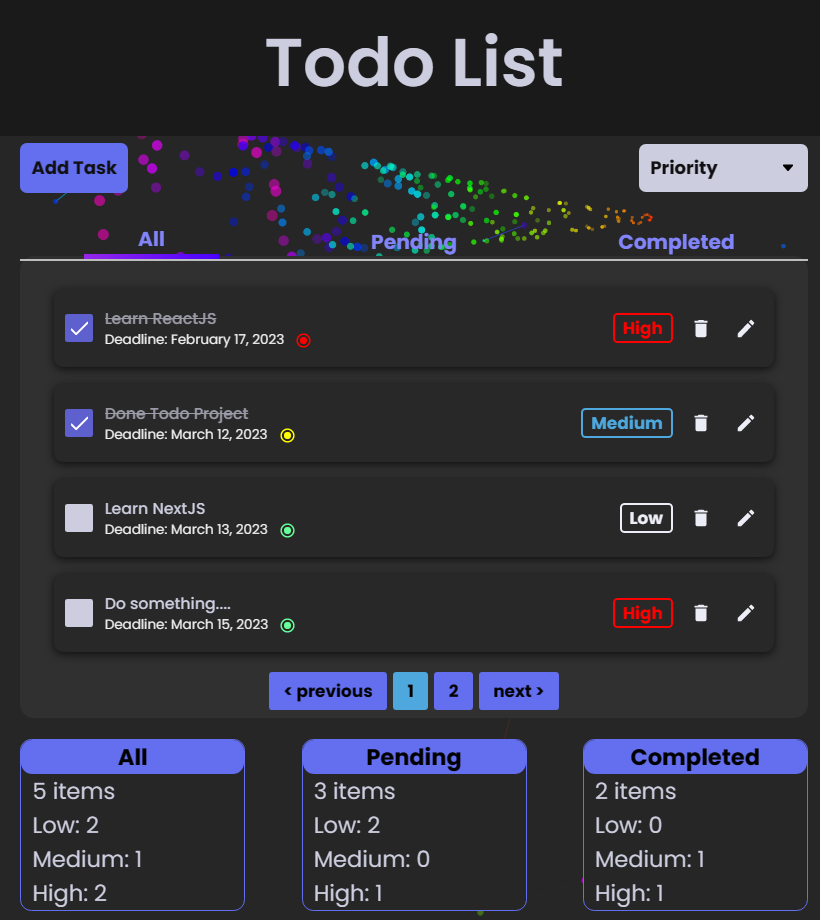 Todo List
Add Task
Priority
All
Pending
Completed
Learn ReactJS
Deadline: February 17, 2023
High
Done Todo Project
Deadline: March 12, 2023
Medium
Learn NextJS
Deadline: March 13, 2023
Low
Do something....
Deadline: March 15, 2023
High
< previous 1 2 next >
All
5 items
Low: 2
Medium: 1
High: 2
Pending
3 items
Low: 2
Medium: 0
High: 1
Completed
2 items
Low: 0
Medium: 1
High: 1